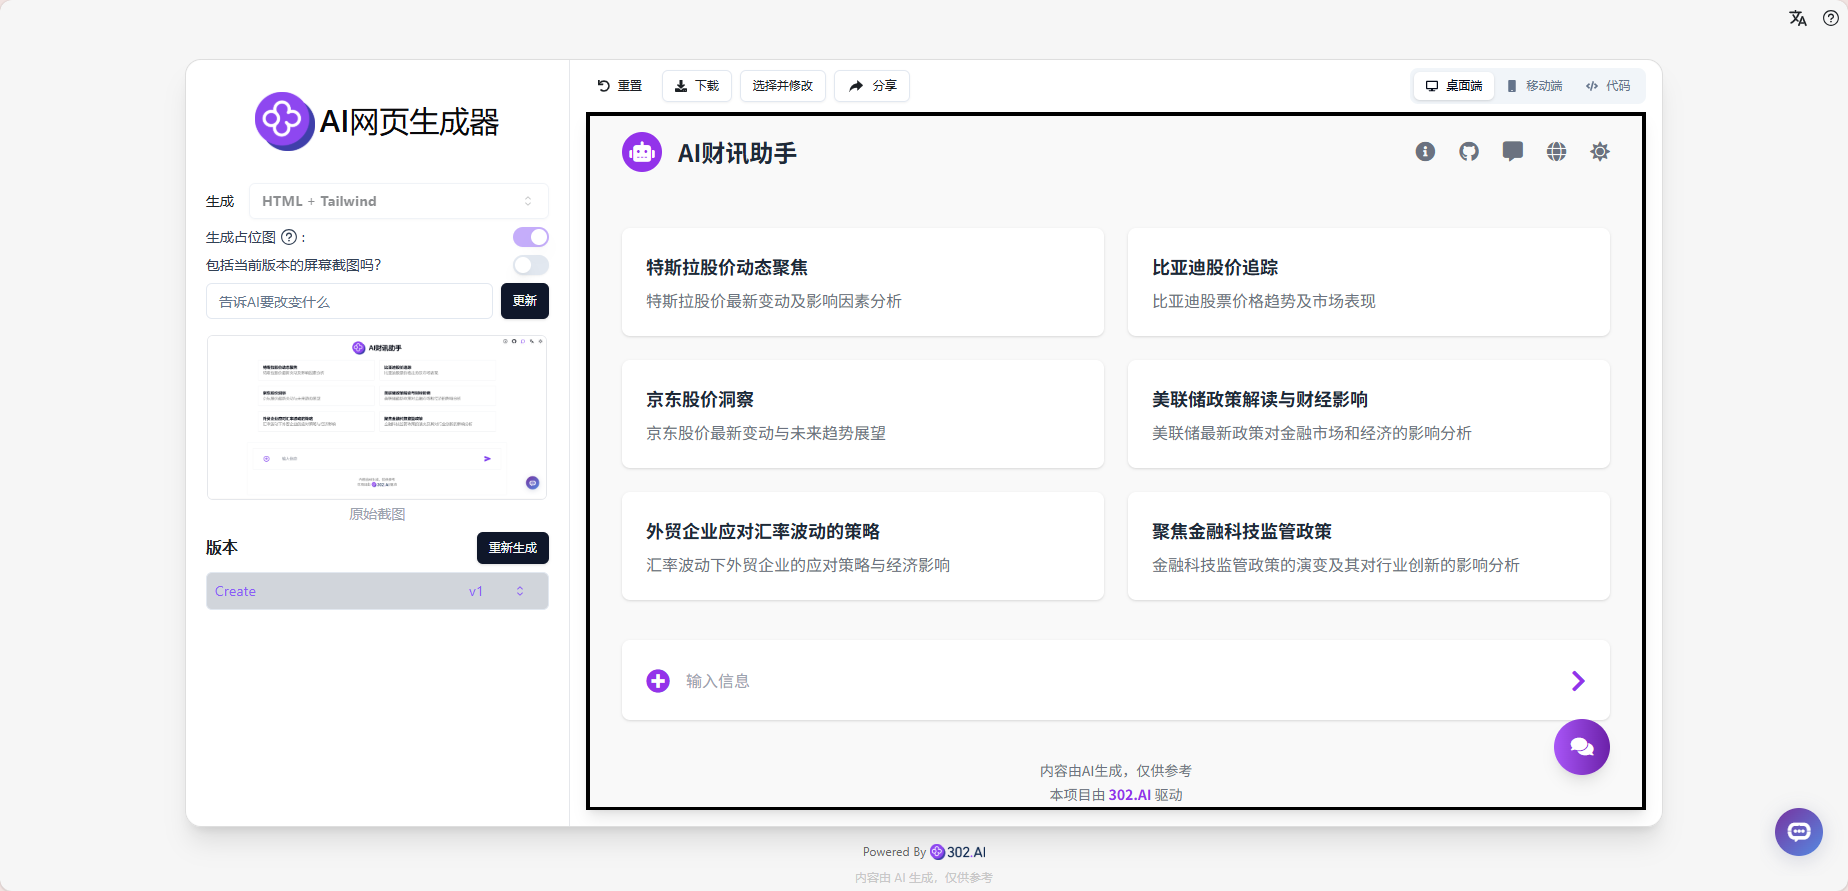 AI网页生成器
生成
HTML + Tailwind
生成占位图 ? :
包括当前版本的屏幕截图吗?
告诉AI要改变什么
更新
AI财讯助手
302.AI
原始截图
版本
重新生成
Create v1
重置
下载
选择并修改
分享
桌面端
移动端
代码
AI财讯助手
特斯拉股价动态聚焦
特斯拉股价最新变动及影响因素分析
比亚迪股价追踪
比亚迪股票价格趋势及市场表现
京东股价洞察
京东股价最新变动与未来趋势展望
美联储政策解读与财经影响
美联储最新政策对金融市场和经济的影响分析
外贸企业应对汇率波动的策略
汇率波动下外贸企业的应对策略与经济影响
聚焦金融科技监管政策
金融科技监管政策的演变及其对行业创新的影响分析
输入信息
内容由AI生成，仅供参考
本项目由 302.AI 驱动
Powered By 302.AI
内容由 AI 生成，仅供参考